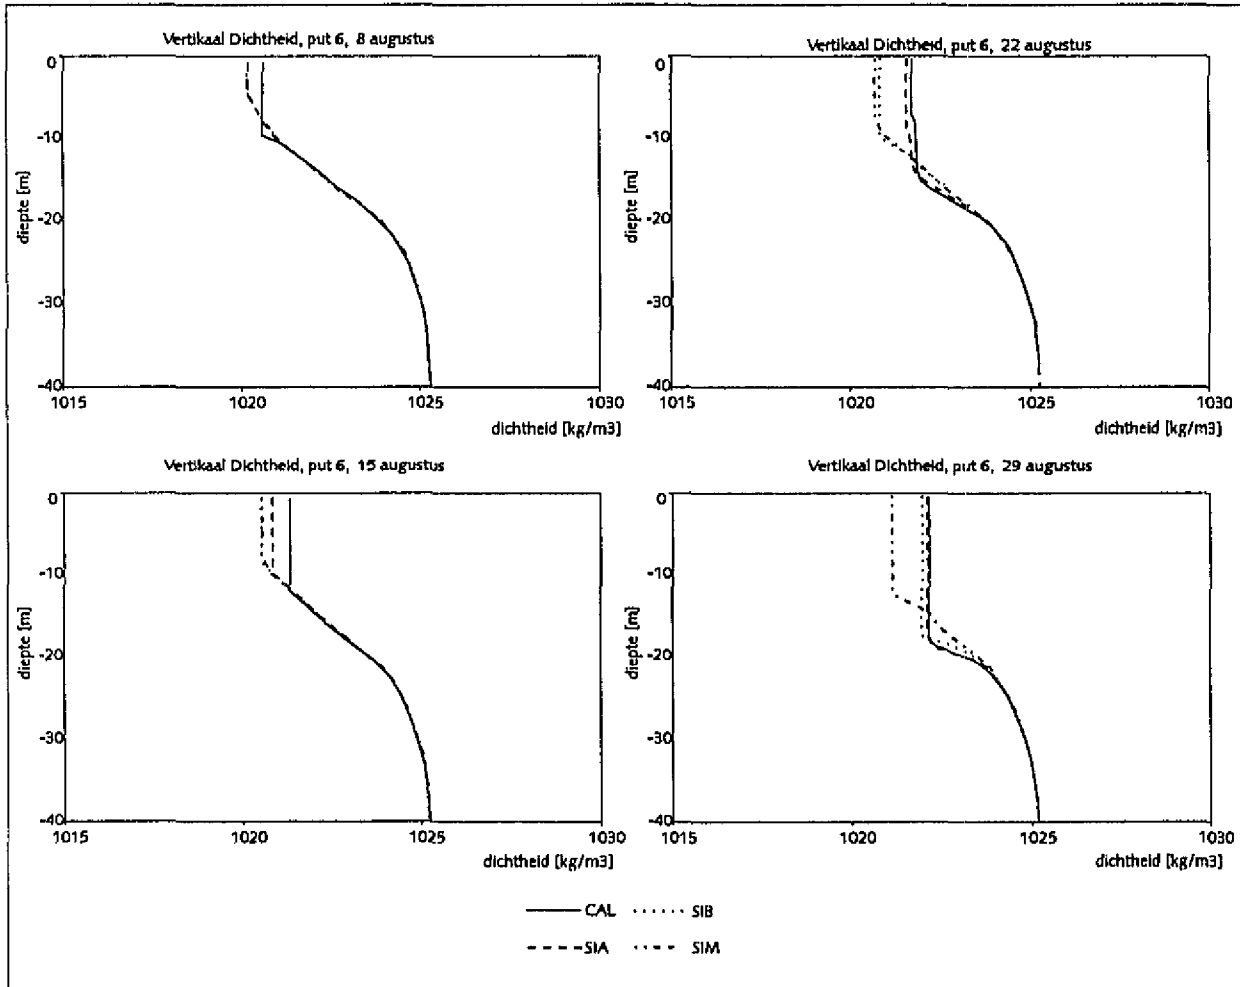 Vertikaal Dichtheid, put 6, 8 augustus
0
-10
-20
-30
-40
diepte [m]
1015 1020 1025 1030
dichtheid [kg/m3]
Vertikaal Dichtheid, put 6, 22 augustus
0
-10
-20
-30
-40
diepte [m]
1015 1020 1025 1030
dichtheid [kg/m3]
Vertikaal Dichtheid, put 6, 15 augustus
0
-10
-20
-30
-40
diepte [m]
1015 1020 1025 1030
dichtheid [kg/m3]
Vertikaal Dichtheid, put 6, 29 augustus
0
-10
-20
-30
-40
diepte [m]
1015 1020 1025 1030
dichtheid [kg/m3]
CAL SIB
SIA SIM